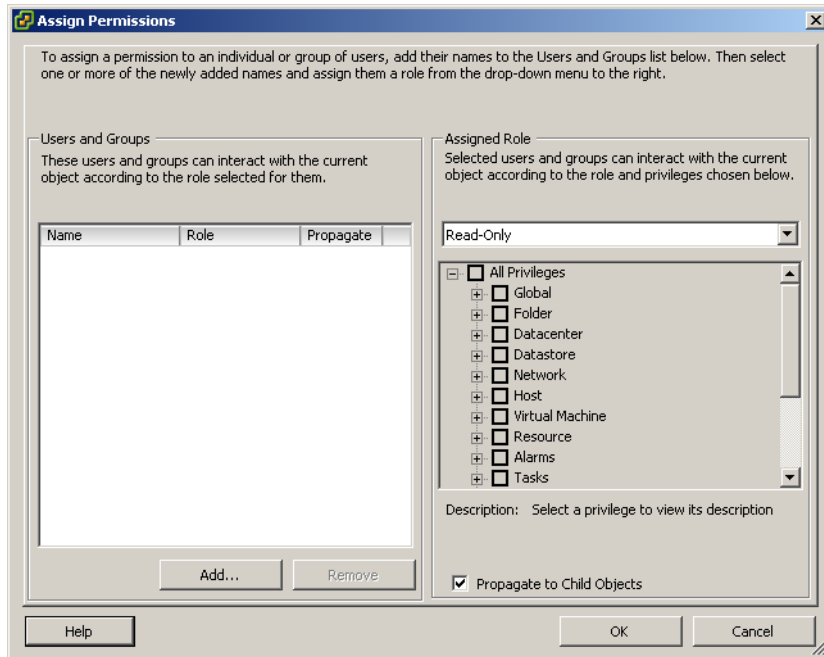 Assign Permissions
To assign a permission to an individual or group of users, add their names to the Users and Groups list below. Then select
one or more of the newly added names and assign them a role from the drop-down menu to the right.
Users and Groups
These users and groups can interact with the current
object according to the role selected for them.
Name Role Propagate
Add... Remove
Assigned Role
Selected users and groups can interact with the current
object according to the role and privileges chosen below.
Read-Only
All Privileges
Global
Folder
Datacenter
Datastore
Network
Host
Virtual Machine
Resource
Alarms
Tasks
Description: Select a privilege to view its description
Propagate to Child Objects
Help OK Cancel